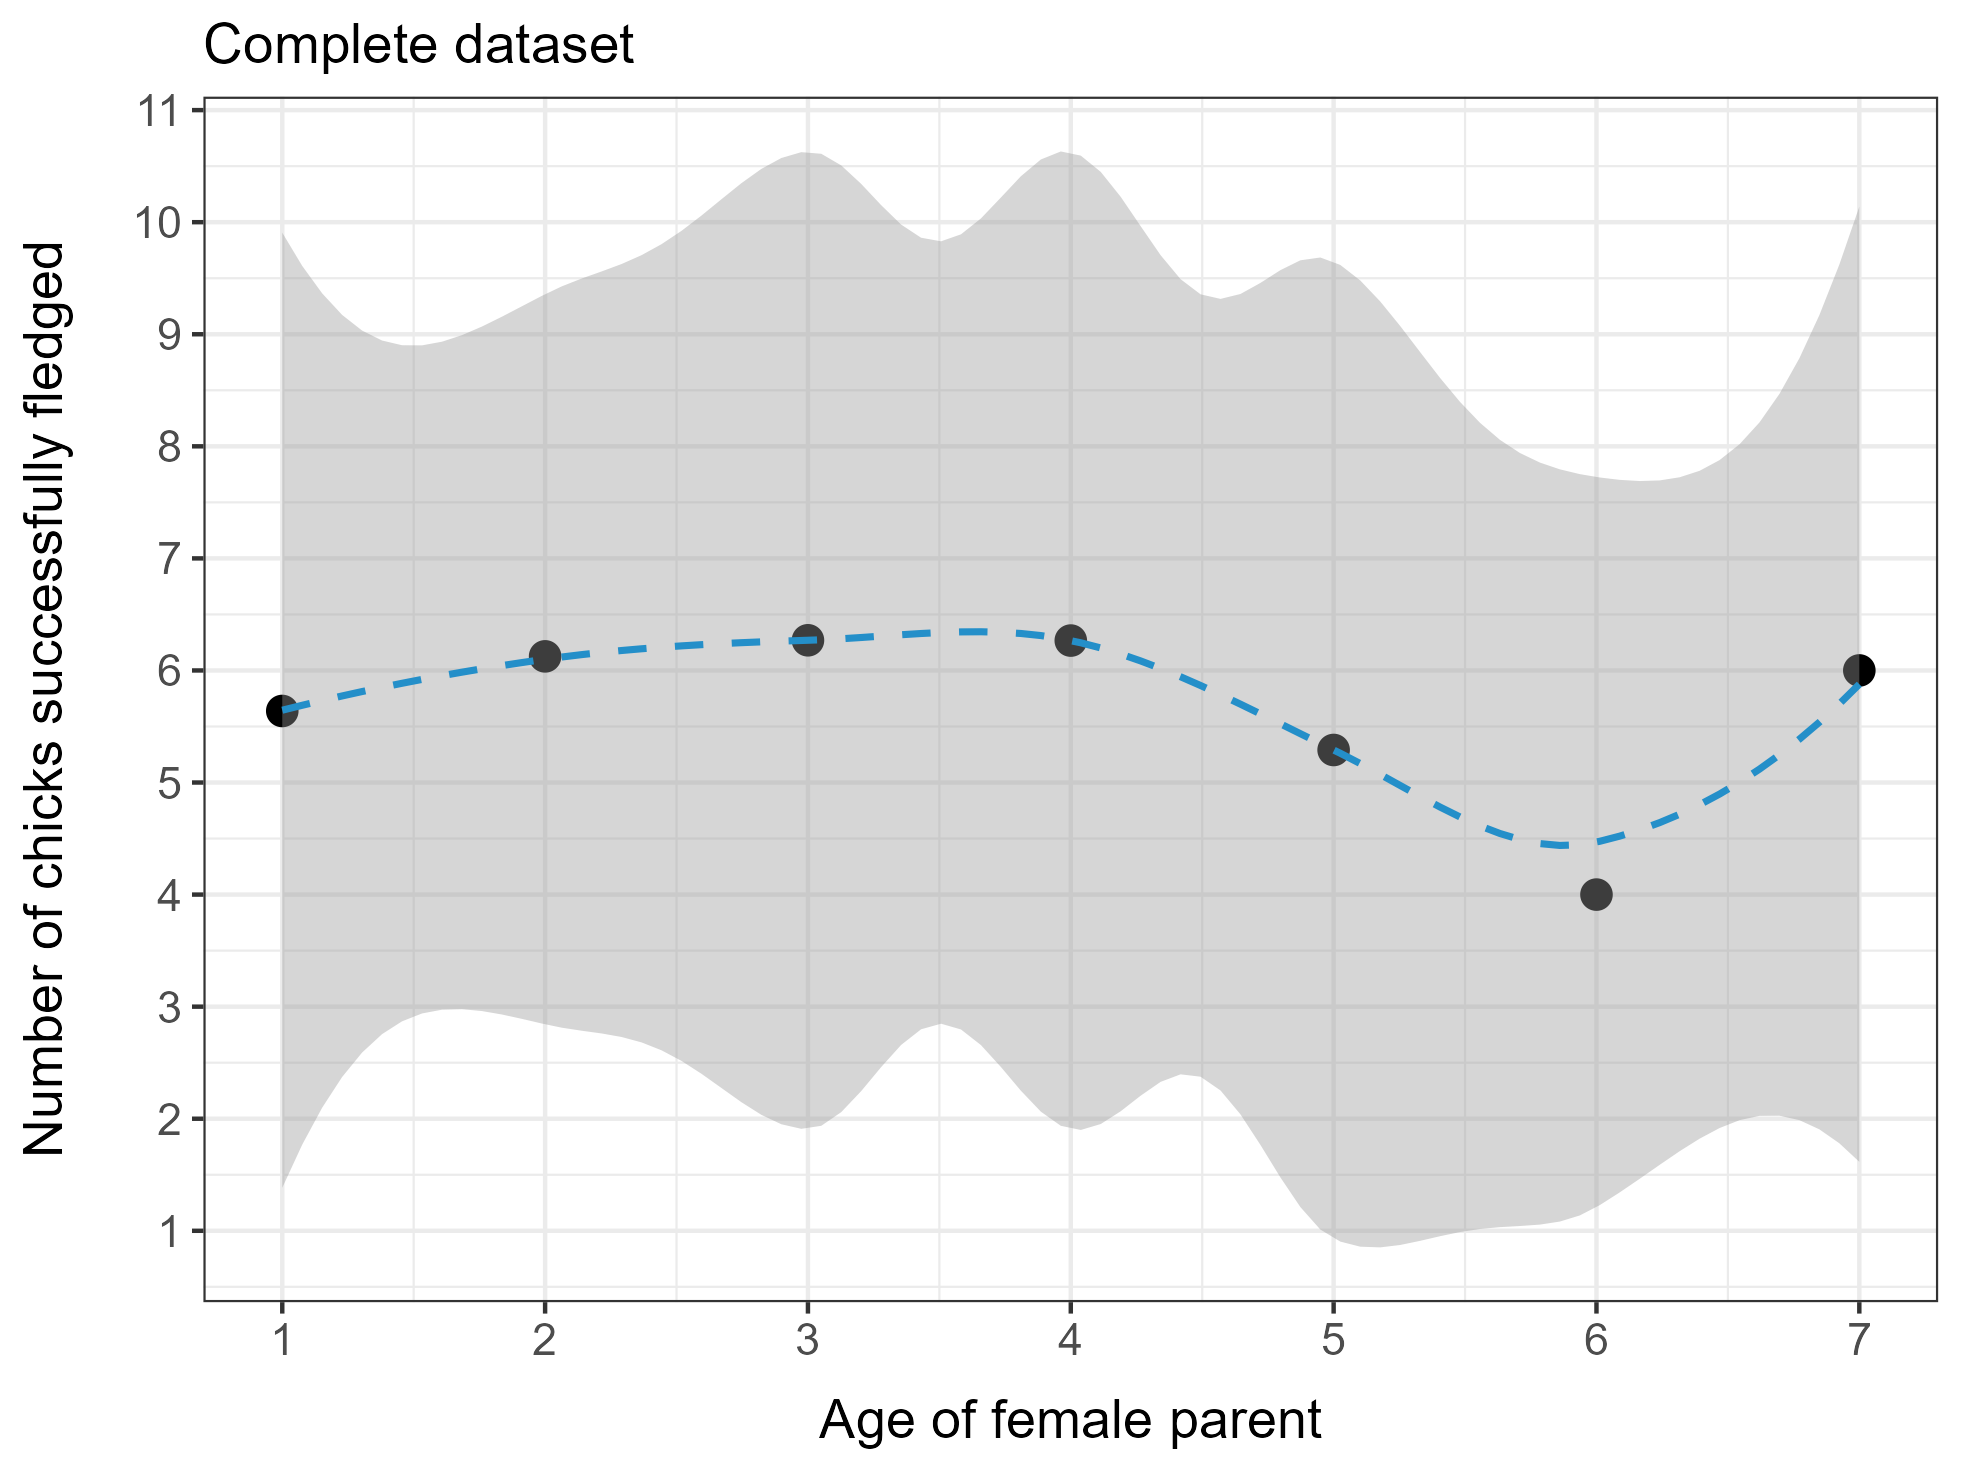 Complete dataset
Number of chicks successfully fledged
11
10
9
8
7
6
5
4
3
2
1
1 2 3 4 5 6 7
Age of female parent